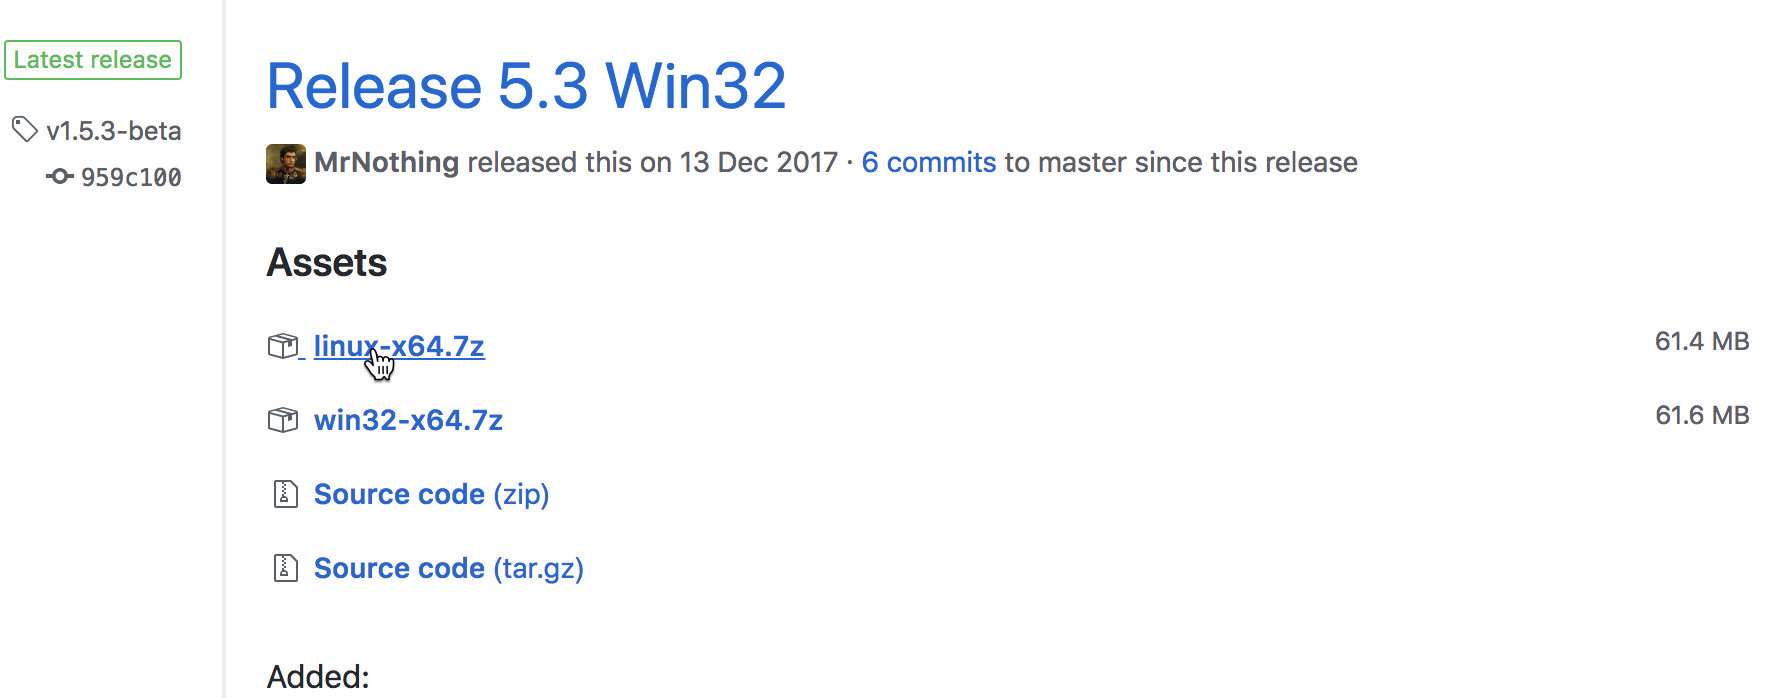 Latest release
v1.5.3-beta
959c100
Release 5.3 Win32
MrNothing released this on 13 Dec 2017 · 6 commits to master since this release
Assets
linux-x64.7z 61.4 MB
win32-x64.7z 61.6 MB
Source code (zip)
Source code (tar.gz)
Added: